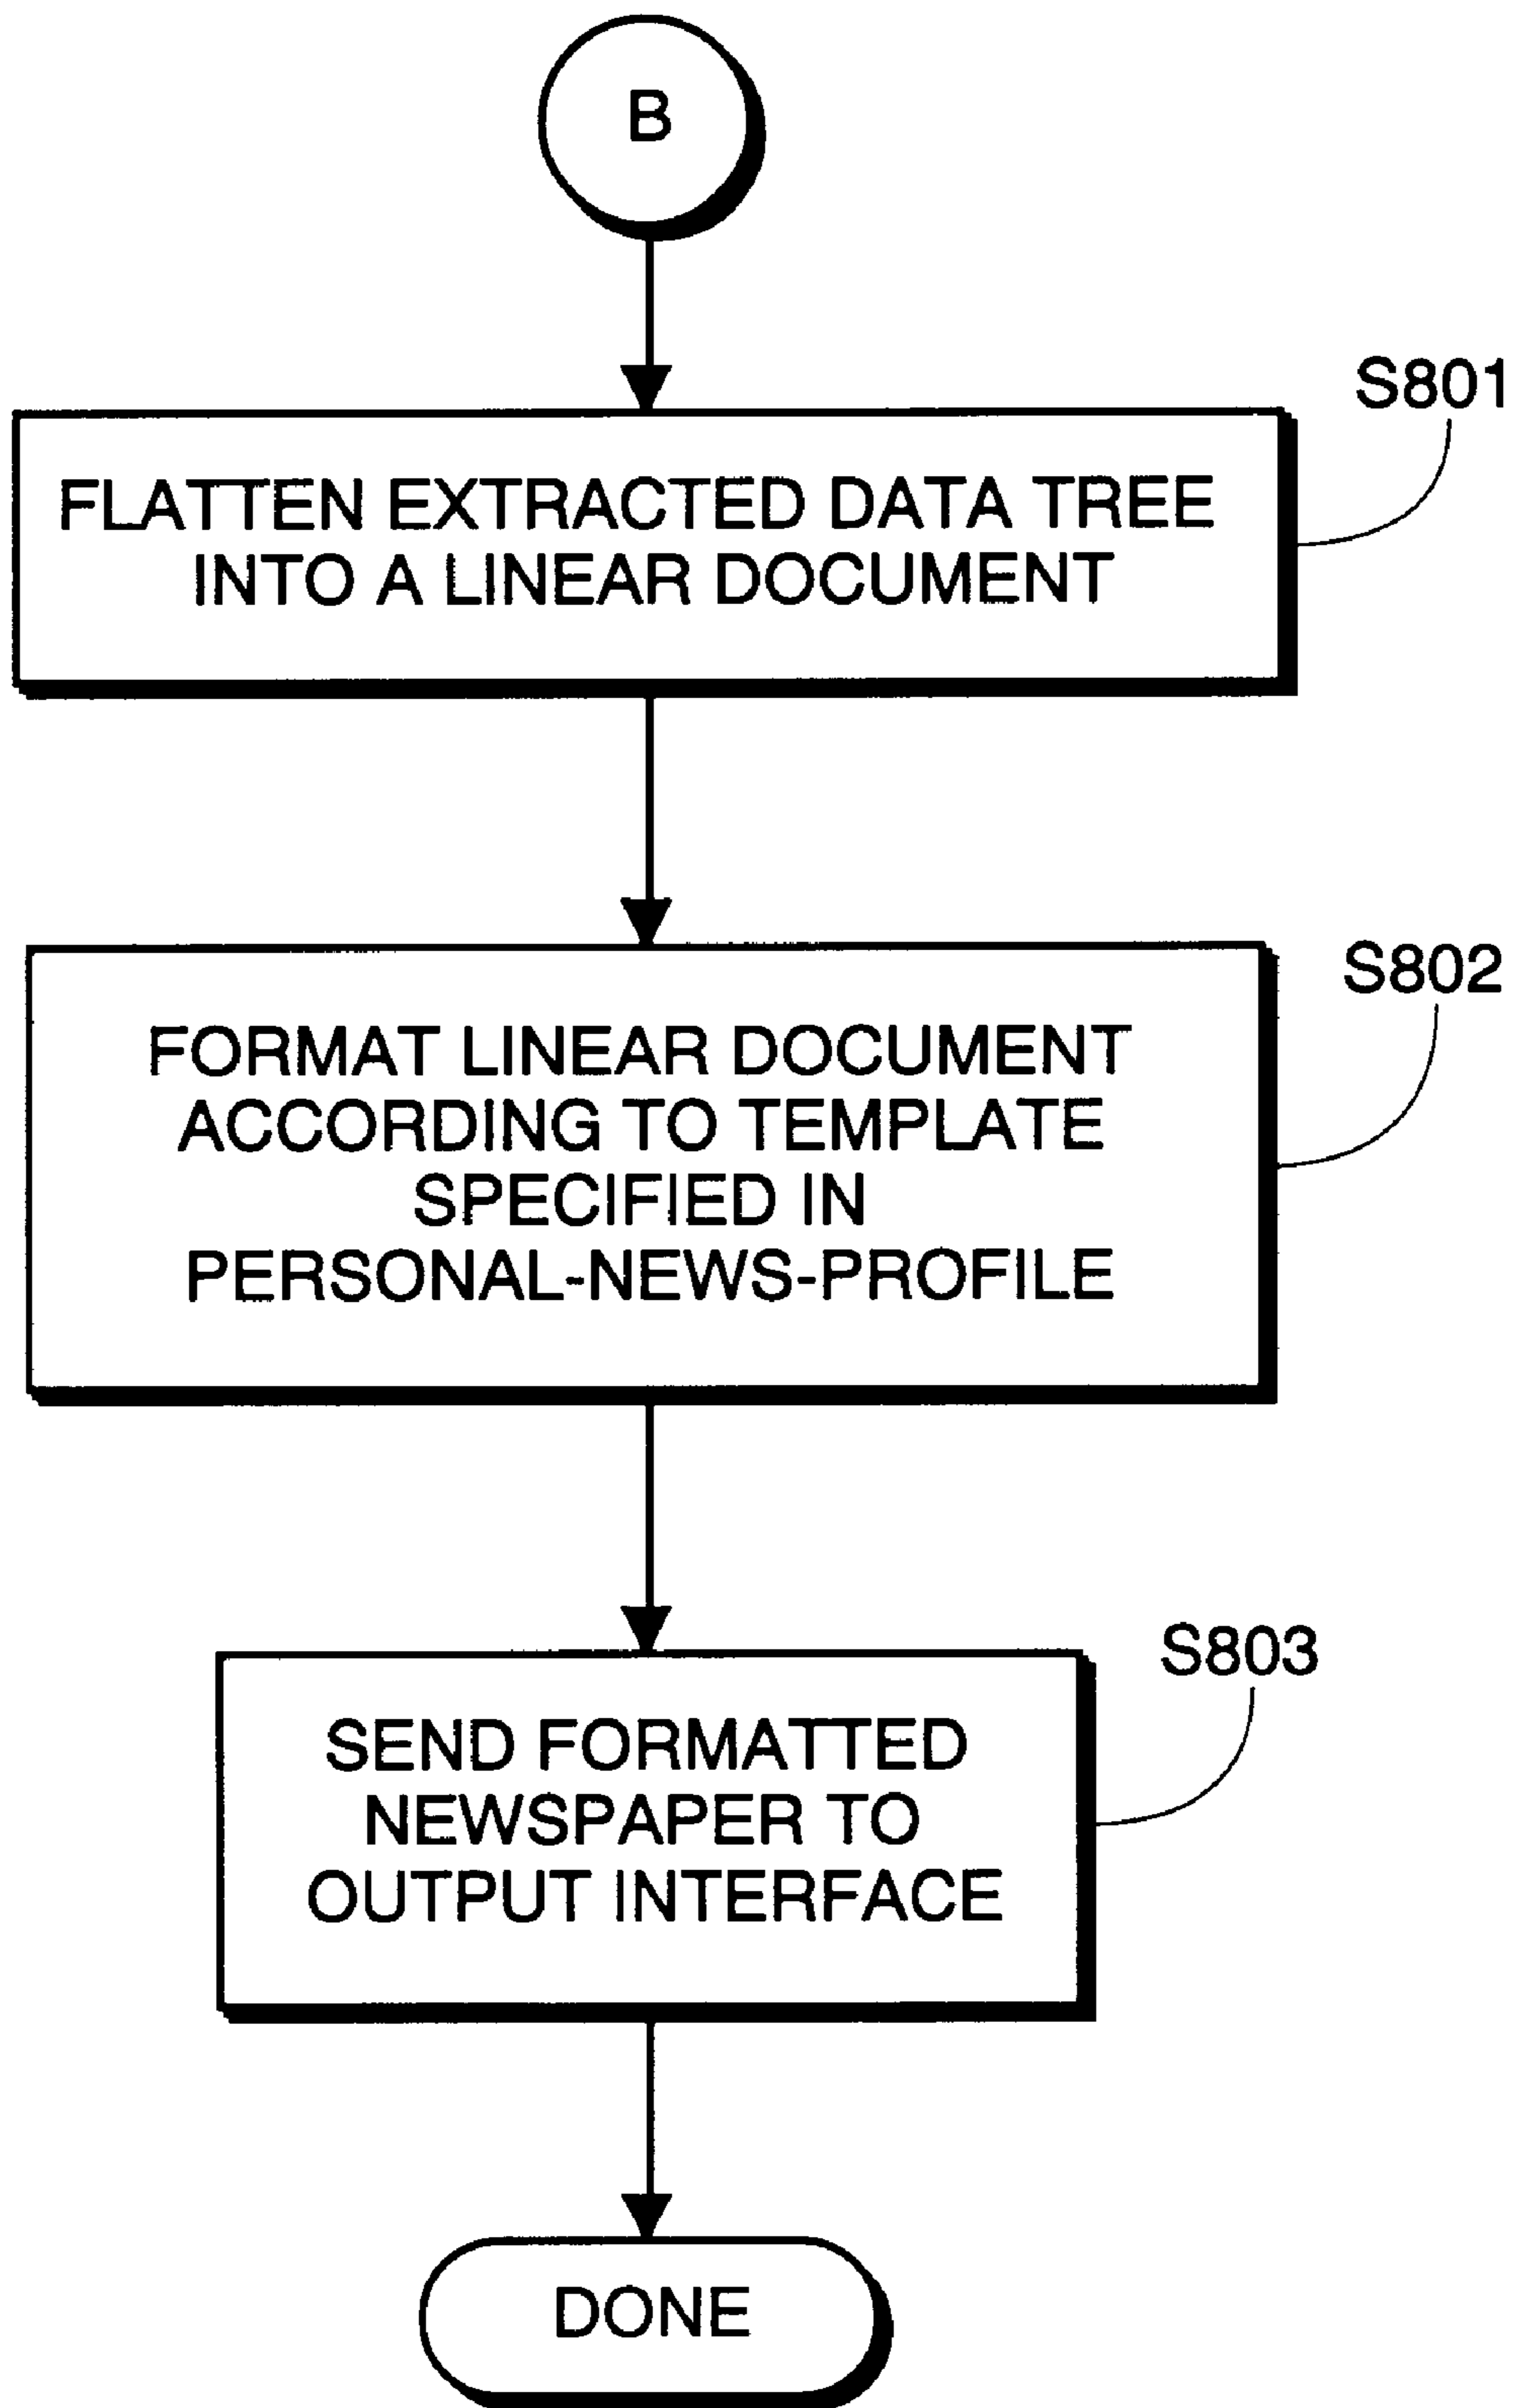 B
S801
FLATTEN EXTRACTED DATA TREE
INTO A LINEAR DOCUMENT
S802
FORMAT LINEAR DOCUMENT
ACCORDING TO TEMPLATE
SPECIFIED IN
PERSONAL-NEWS-PROFILE
S803
SEND FORMATTED
NEWSPAPER TO
OUTPUT INTERFACE
DONE